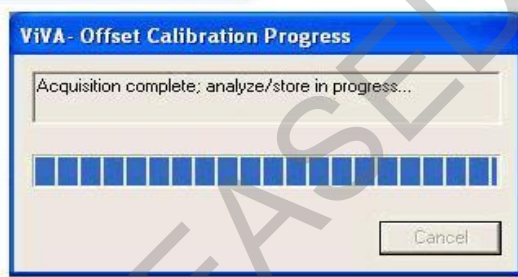 ViVA- Offset Calibration Progress
Acquisition complete; analyze/store in progress...
Cancel